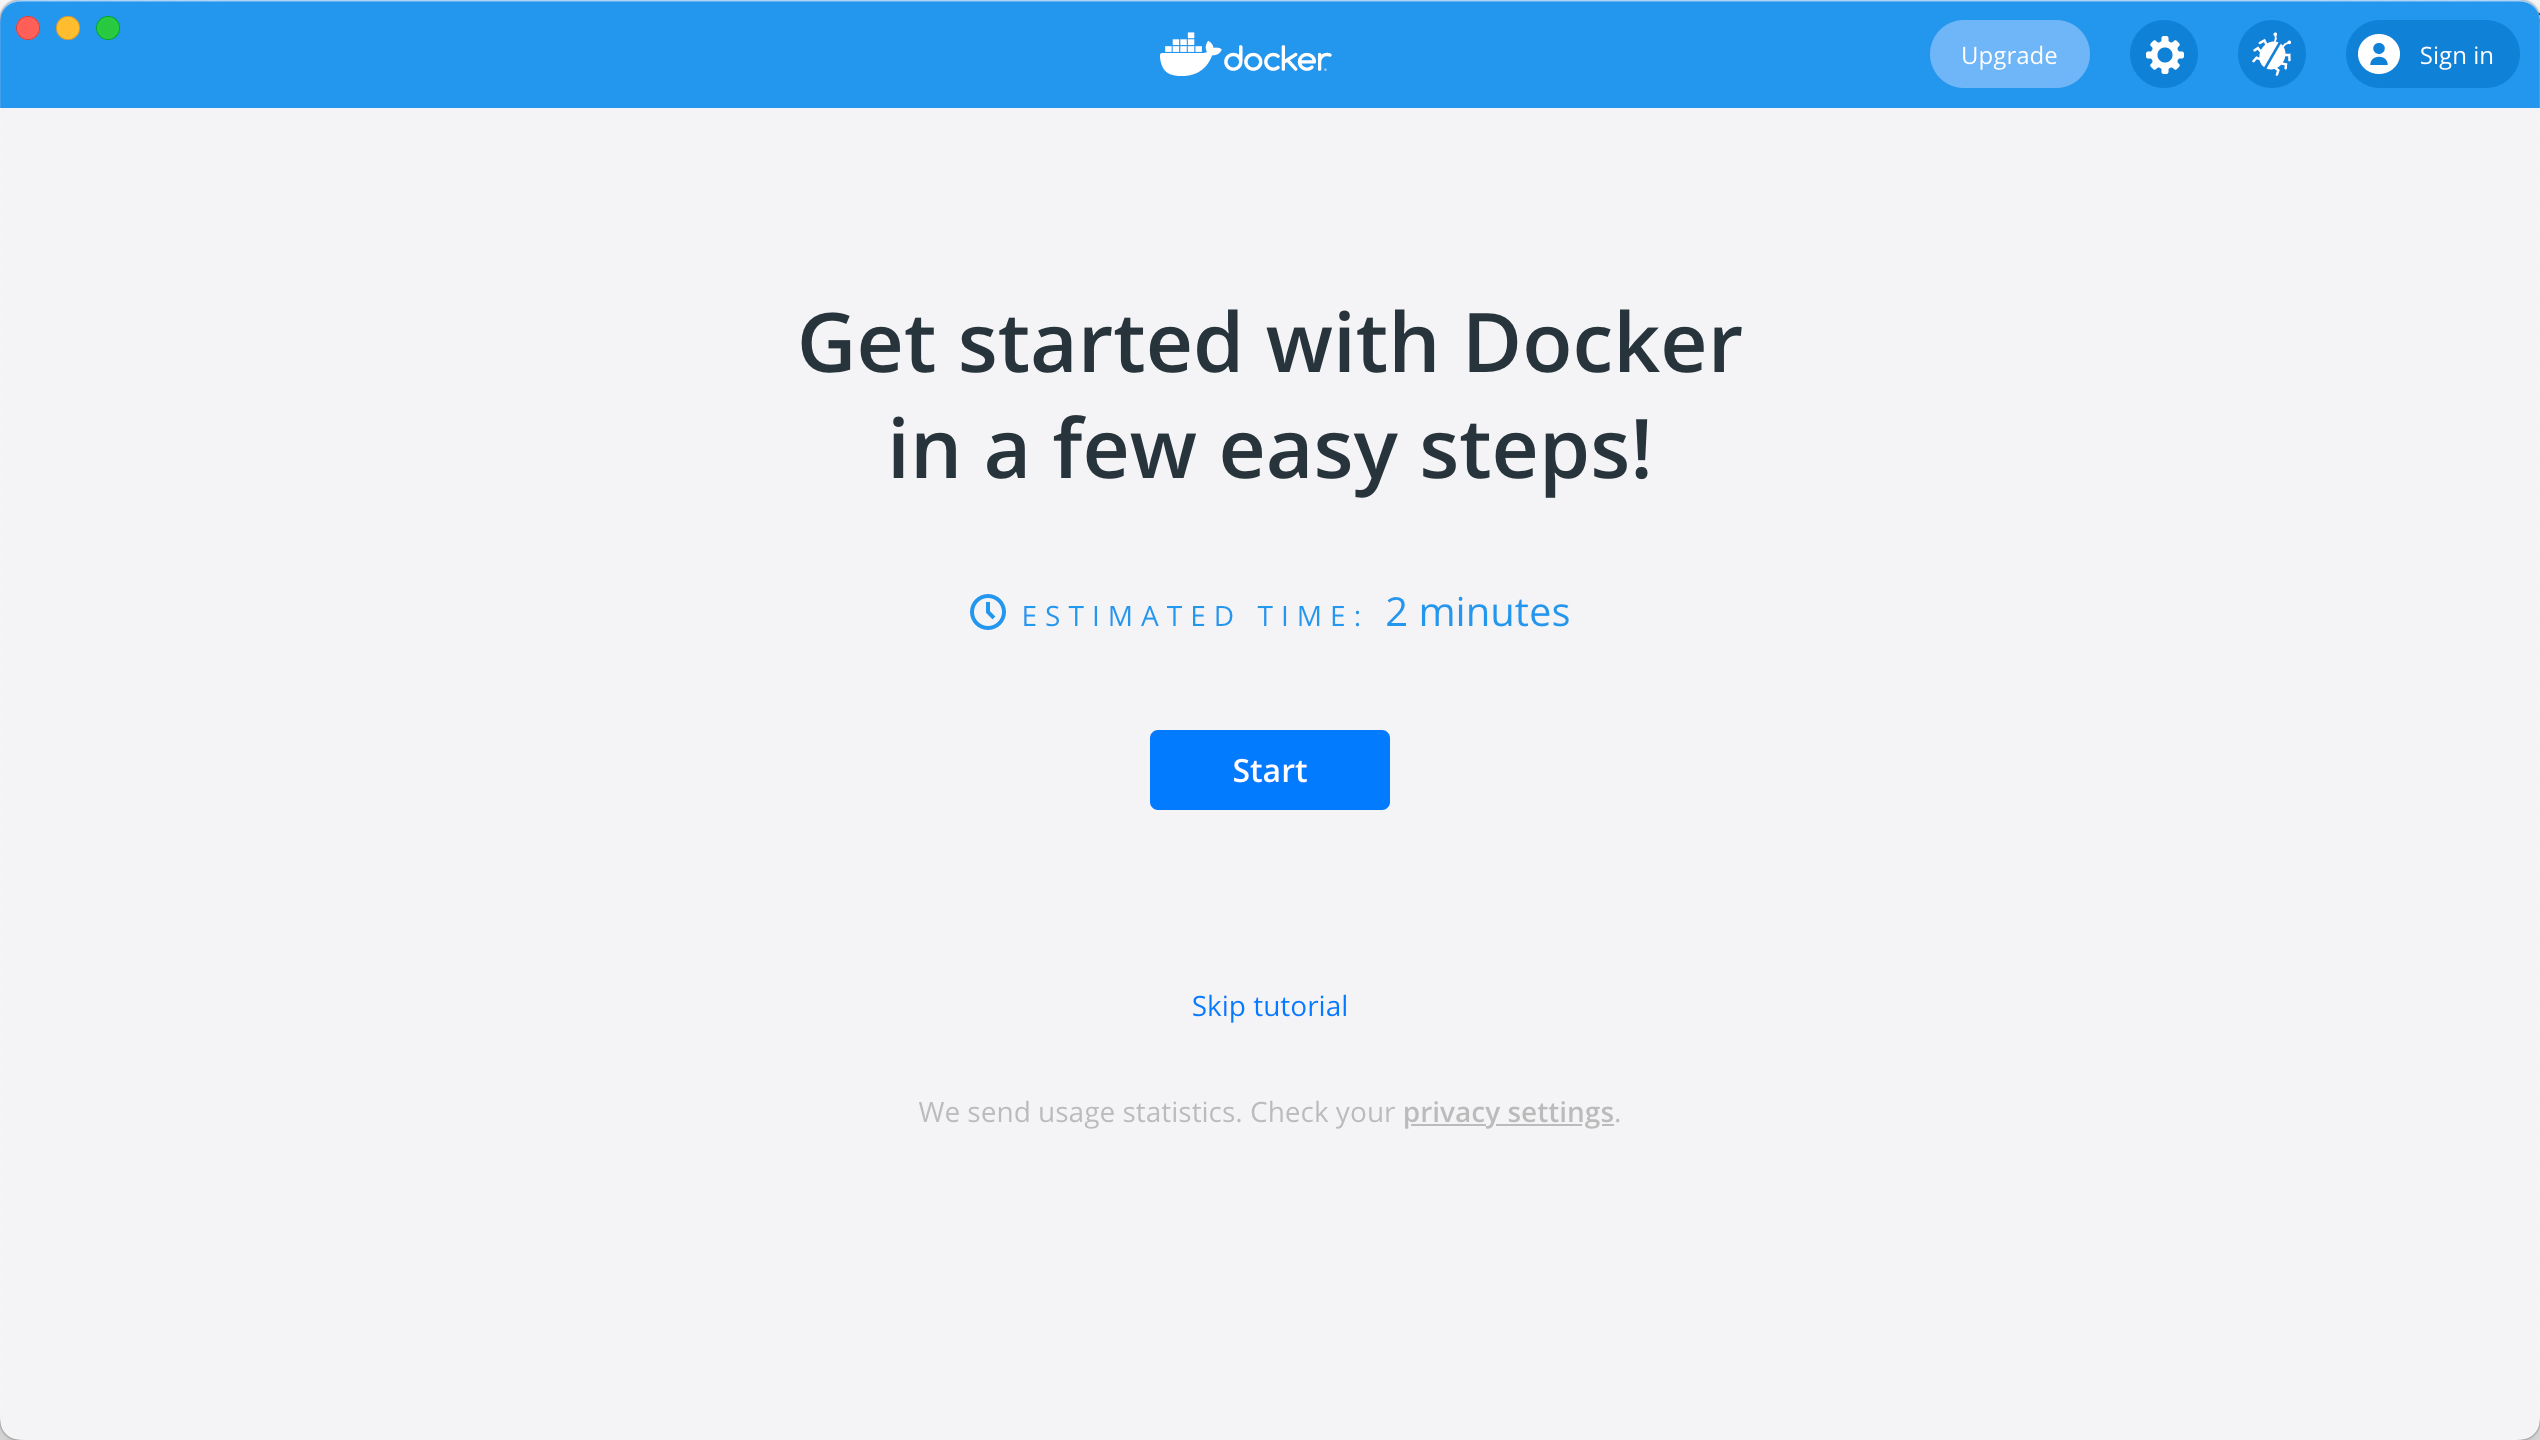 docker
Upgrade
Sign in
Get started with Docker
in a few easy steps!
ESTIMATED TIME: 2 minutes
Start
Skip tutorial
We send usage statistics. Check your privacy settings.